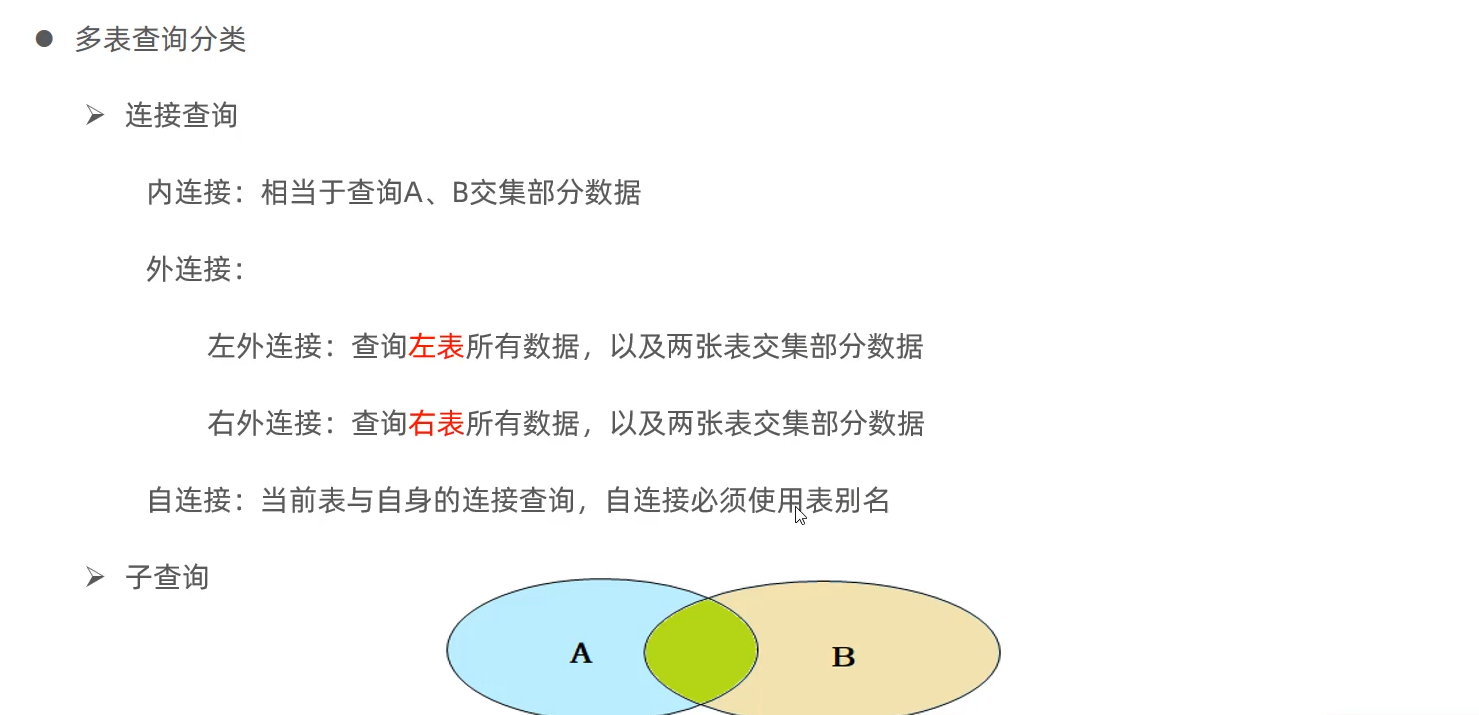 多表查询分类
连接查询
内连接：相当于查询A、B交集部分数据
外连接：
左外连接：查询左表所有数据，以及两张表交集部分数据
右外连接：查询右表所有数据，以及两张表交集部分数据
自连接：当前表与自身的连接查询，自连接必须使用表别名
子查询
A
B